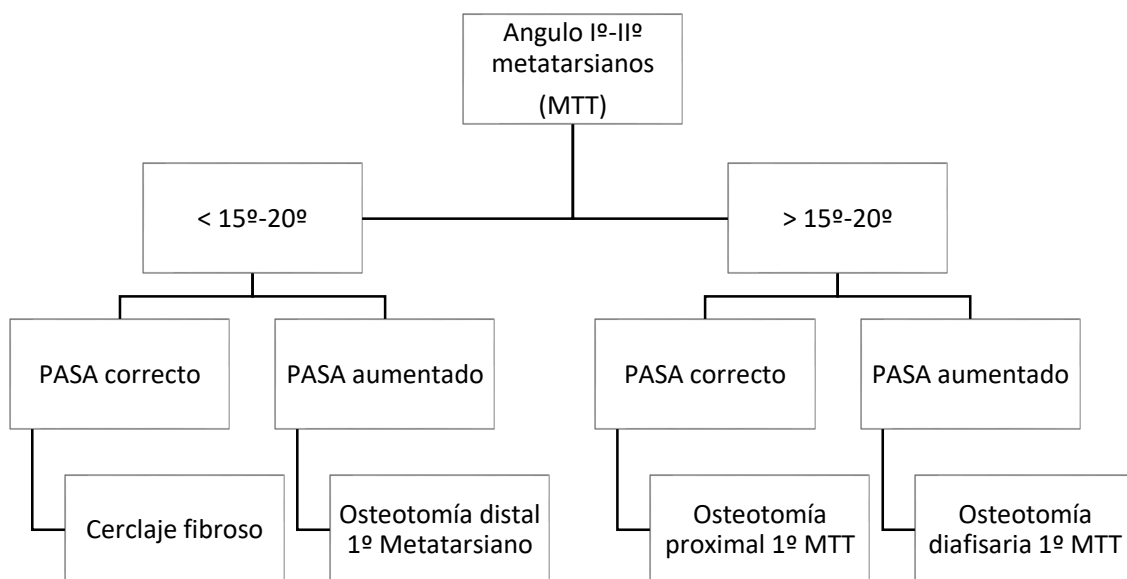 Angulo Iº-IIº
metatarsianos
(MTT)
< 15º-20º
> 15º-20º
PASA correcto
PASA aumentado
PASA correcto
PASA aumentado
Cerclaje fibroso
Osteotomía distal
1º Metatarsiano
Osteotomía
proximal 1º MTT
Osteotomía
diafisaria 1º MTT